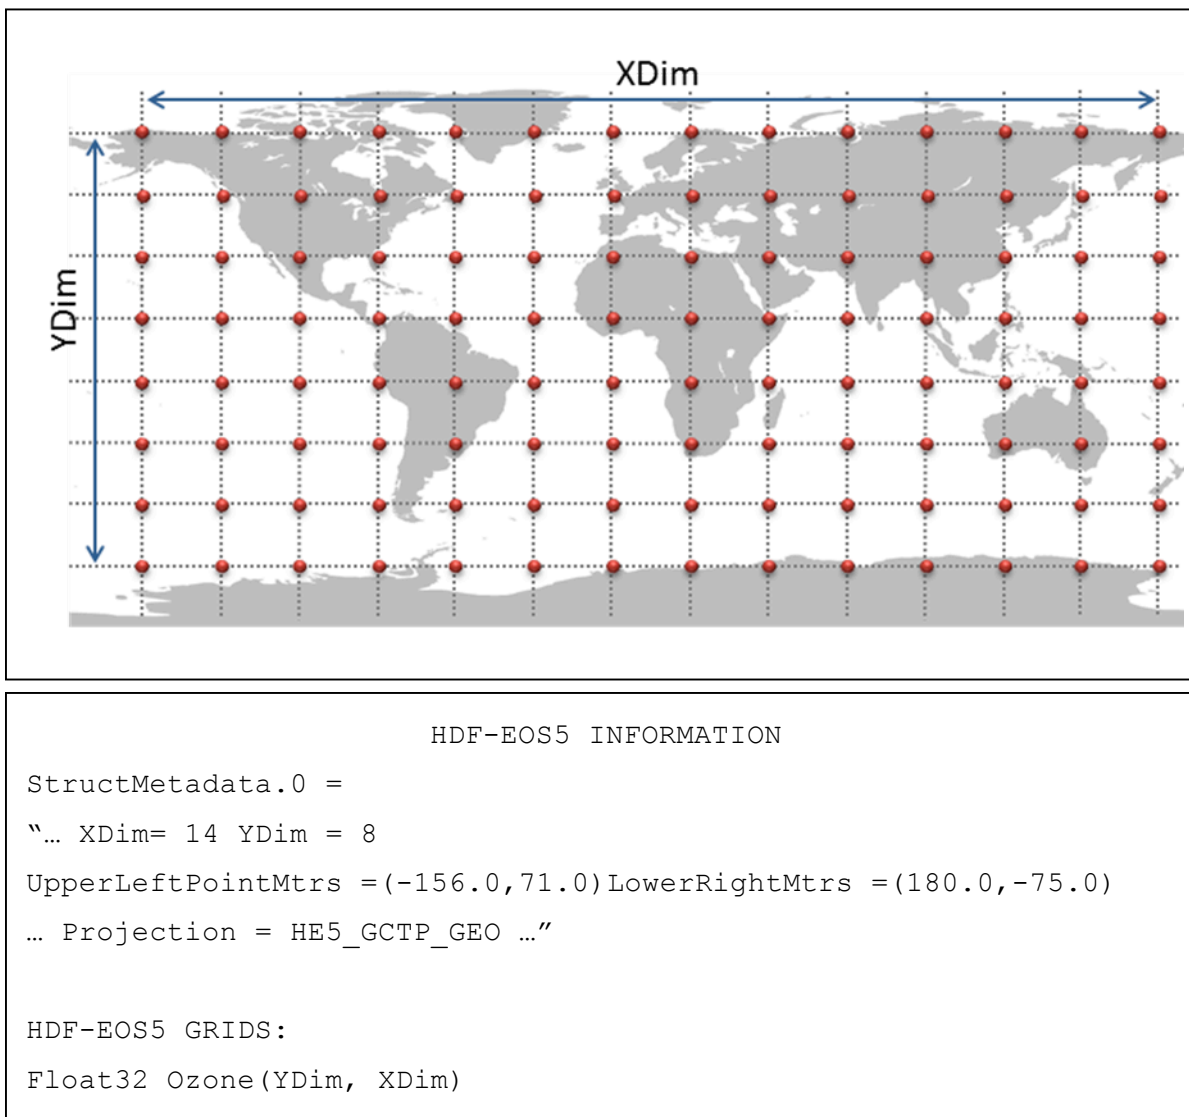 XDim
YDim
HDF-EOS5 INFORMATION
StructMetadata.0 =
“… XDim= 14 YDim = 8
UpperLeftPointMtrs =(-156.0,71.0)LowerRightMtrs =(180.0,-75.0)
… Projection = HE5_GCTP_GEO …”
HDF-EOS5 GRIDS:
Float32 Ozone(YDim, XDim)